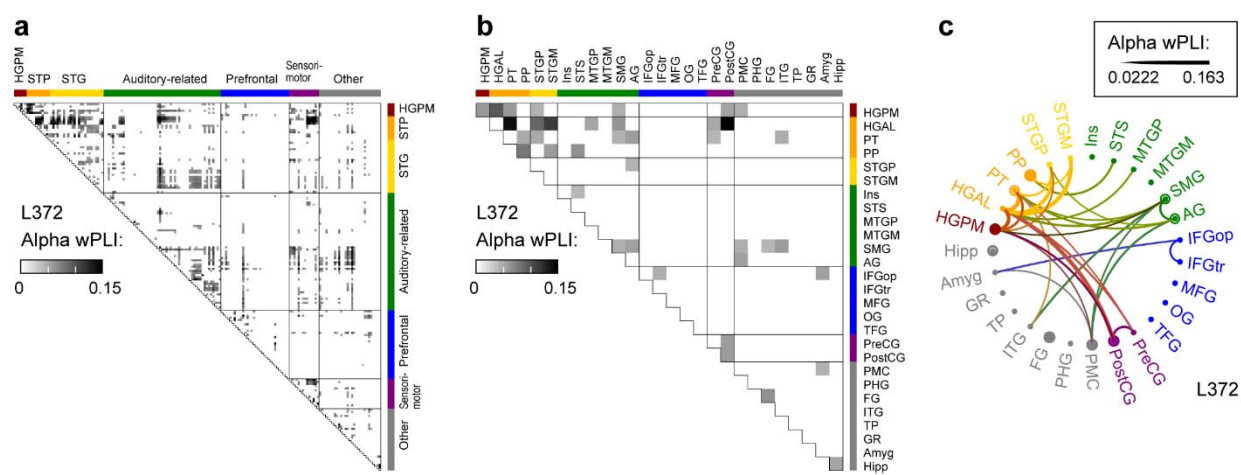 a
HGPM
STP
STG
Auditory-related
Prefrontal
Sensori-
motor
Other
HGPM
STP
STG
Auditory-related
Prefrontal
Sensori-
motor
Other
L372
Alpha wPLI:
0
0.15
b
HGPM
HGAL
PT
PP
STGP
STGM
Ins
STS
MTGP
MTGM
SMG
AG
IFGop
IFGtr
MFG
OG
TFG
PreCG
PostCG
PMC
PHG
FG
ITG
TP
GR
Amyg
Hipp
HGPM
HGAL
PT
PP
STGP
STGM
Ins
STS
MTGP
MTGM
SMG
AG
IFGop
IFGtr
MFG
OG
TFG
PreCG
PostCG
PMC
PHG
FG
ITG
TP
GR
Amyg
Hipp
L372
Alpha wPLI:
0
0.15
c
Alpha wPLI:
0.0222
0.163
HGPM
HGAL
PT
PP
STGP
STGM
Ins
STS
MTGP
MTGM
SMG
AG
IFGop
IFGtr
MFG
OG
TFG
PreCG
PostCG
PMC
PHG
FG
ITG
TP
GR
Amyg
Hipp
L372